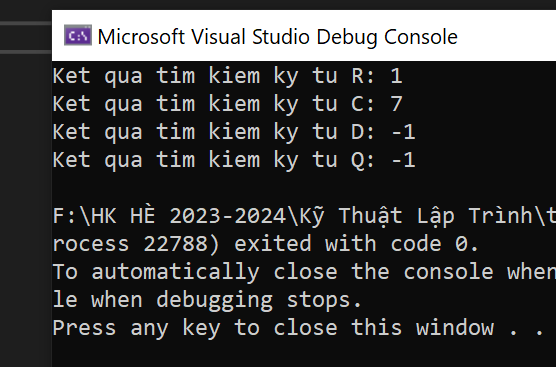 Microsoft Visual Studio Debug Console
Ket qua tim kiem ky tu R: 1
Ket qua tim kiem ky tu C: 7
Ket qua tim kiem ky tu D: -1
Ket qua tim kiem ky tu Q: -1
F:\HK HÈ 2023-2024\Kỹ Thuật Lập Trình\t
rocess 22788) exited with code 0.
To automatically close the console when
le when debugging stops.
Press any key to close this window . .